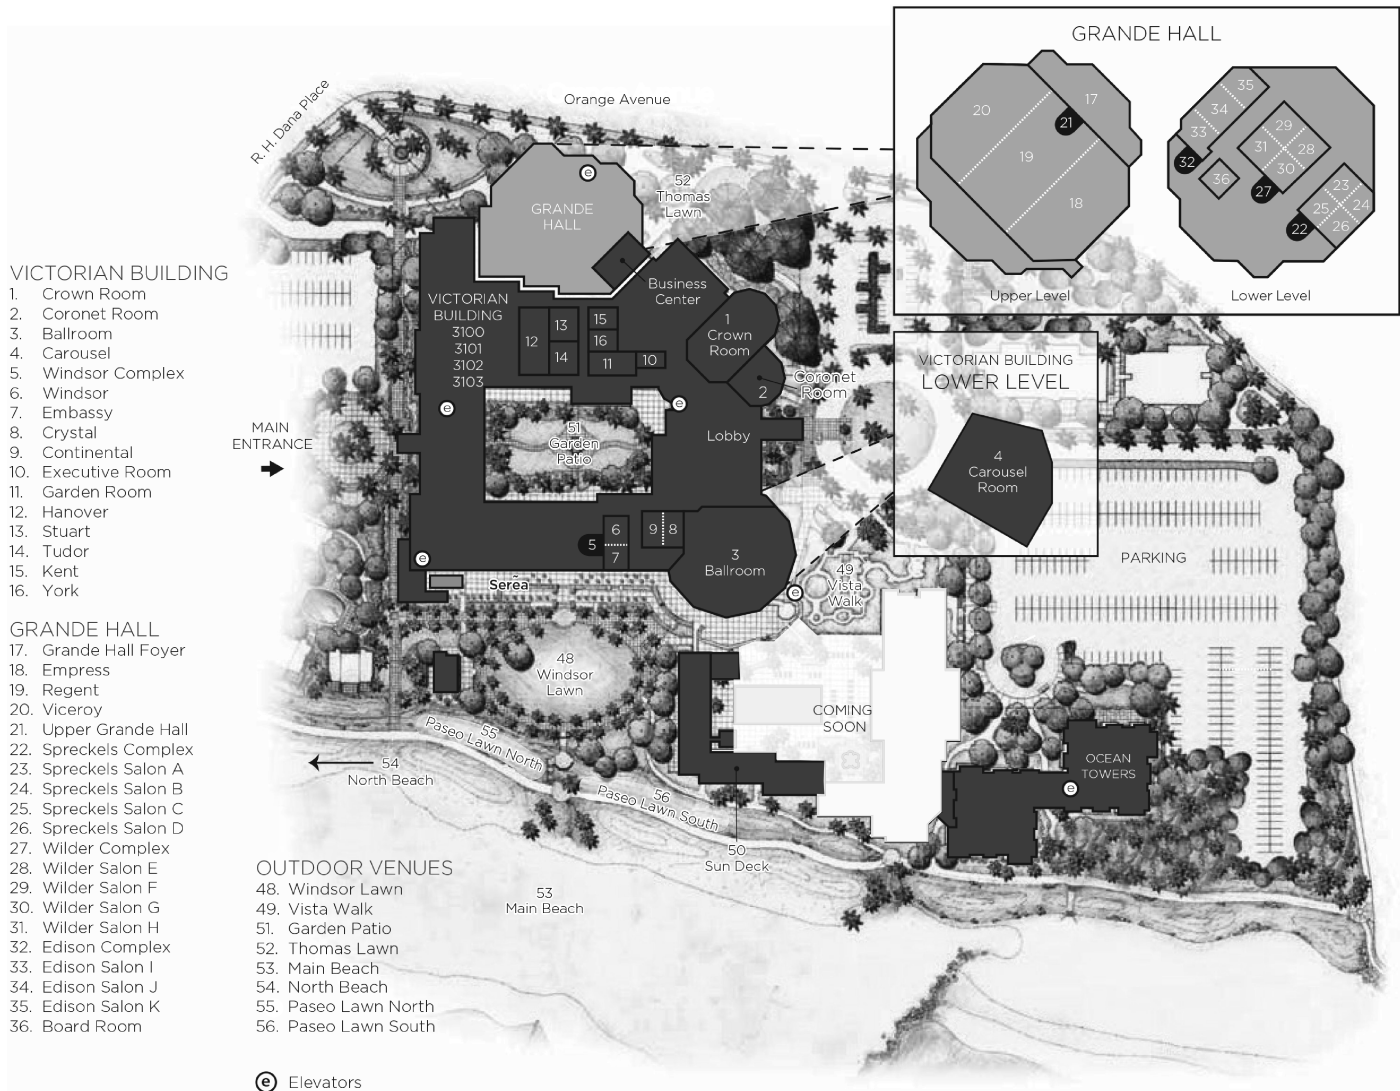 GRANDE HALL
20
17
21
19
18
Upper Level
35
34
33
32
29
31
28
30
36
27
23
25
24
22
26
Lower Level
R. H. Dana Place
Orange Avenue
52
Thomas
Lawn
GRANDE
HALL
e
Business
Center
VICTORIAN
BUILDING
3100
3101
3102
3103
12
13
14
15
16
11
10
1
Crown
Room
2
Coronet
Room
e
e
51
Garden
Patio
Lobby
MAIN
ENTRANCE
VICTORIAN BUILDING
LOWER LEVEL
4
Carousel
Room
5
6
7
9
8
3
Ballroom
e
e
Serẽa
49
Vista
Walk
PARKING
48
Windsor
Lawn
COMING
SOON
OCEAN
TOWERS
e
55
Paseo Lawn North
54
North Beach
56
Paseo Lawn South
50
Sun Deck
53
Main Beach
VICTORIAN BUILDING
1. Crown Room
2. Coronet Room
3. Ballroom
4. Carousel
5. Windsor Complex
6. Windsor
7. Embassy
8. Crystal
9. Continental
10. Executive Room
11. Garden Room
12. Hanover
13. Stuart
14. Tudor
15. Kent
16. York
GRANDE HALL
17. Grande Hall Foyer
18. Empress
19. Regent
20. Viceroy
21. Upper Grande Hall
22. Spreckels Complex
23. Spreckels Salon A
24. Spreckels Salon B
25. Spreckels Salon C
26. Spreckels Salon D
27. Wilder Complex
28. Wilder Salon E
29. Wilder Salon F
30. Wilder Salon G
31. Wilder Salon H
32. Edison Complex
33. Edison Salon I
34. Edison Salon J
35. Edison Salon K
36. Board Room
OUTDOOR VENUES
48. Windsor Lawn
49. Vista Walk
51. Garden Patio
52. Thomas Lawn
53. Main Beach
54. North Beach
55. Paseo Lawn North
56. Paseo Lawn South
e Elevators